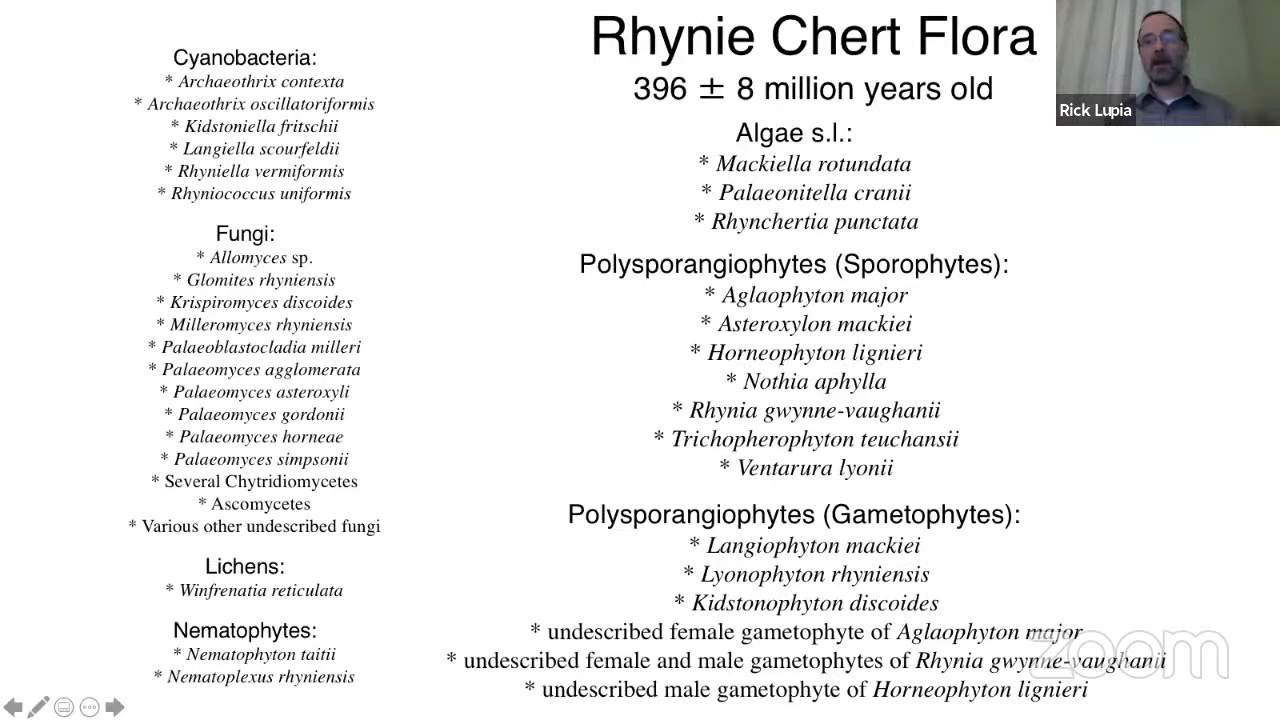 Rhynie Chert Flora
396 ± 8 million years old
Rick Lupia
Cyanobacteria:
* Archaeothrix contexta
* Archaeothrix oscillatoriformis
* Kidstoniella fritschii
* Langiella scourfeldii
* Rhyniella vermiformis
* Rhyniococcus uniformis
Fungi:
* Allomyces sp.
* Glomites rhyniensis
* Krispiromyces discoides
* Milleromyces rhyniensis
* Palaeoblastocladia milleri
* Palaeomyces agglomerata
* Palaeomyces asteroxyli
* Palaeomyces gordonii
* Palaeomyces horneae
* Palaeomyces simpsonii
* Several Chytridiomycetes
* Ascomycetes
* Various other undescribed fungi
Lichens:
* Winfrenatia reticulata
Nematophytes:
* Nematophyton taitii
* Nematoplexus rhyniensis
Algae s.l.:
* Mackiella rotundata
* Palaeonitella cranii
* Rhynchertia punctata
Polysporangiophytes (Sporophytes):
* Aglaophyton major
* Asteroxylon mackiei
* Horneophyton lignieri
* Nothia aphylla
* Rhynia gwynne-vaughanii
* Trichopherophyton teuchansii
* Ventarura lyonii
Polysporangiophytes (Gametophytes):
* Langiophyton mackiei
* Lyonophyton rhyniensis
* Kidstonophyton discoides
* undescribed female gametophyte of Aglaophyton major
* undescribed female and male gametophytes of Rhynia gwynne-vaughanii
* undescribed male gametophyte of Horneophyton lignieri
zoom